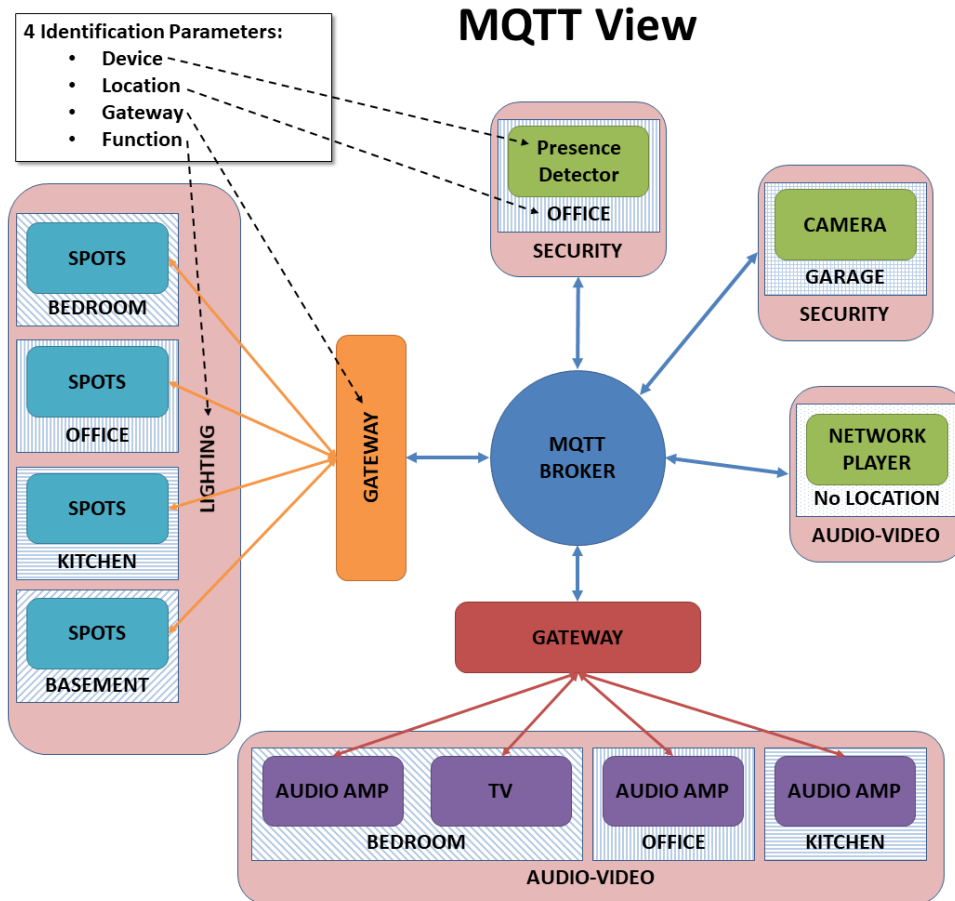 MQTT View
4 Identification Parameters:
• Device
• Location
• Gateway
• Function
Presence
Detector
OFFICE
SECURITY
CAMERA
GARAGE
SECURITY
SPOTS
BEDROOM
SPOTS
OFFICE
SPOTS
KITCHEN
SPOTS
BASEMENT
LIGHTING
GATEWAY
MQTT
BROKER
NETWORK
PLAYER
No LOCATION
AUDIO-VIDEO
GATEWAY
AUDIO AMP
TV
BEDROOM
AUDIO AMP
OFFICE
AUDIO AMP
KITCHEN
AUDIO-VIDEO